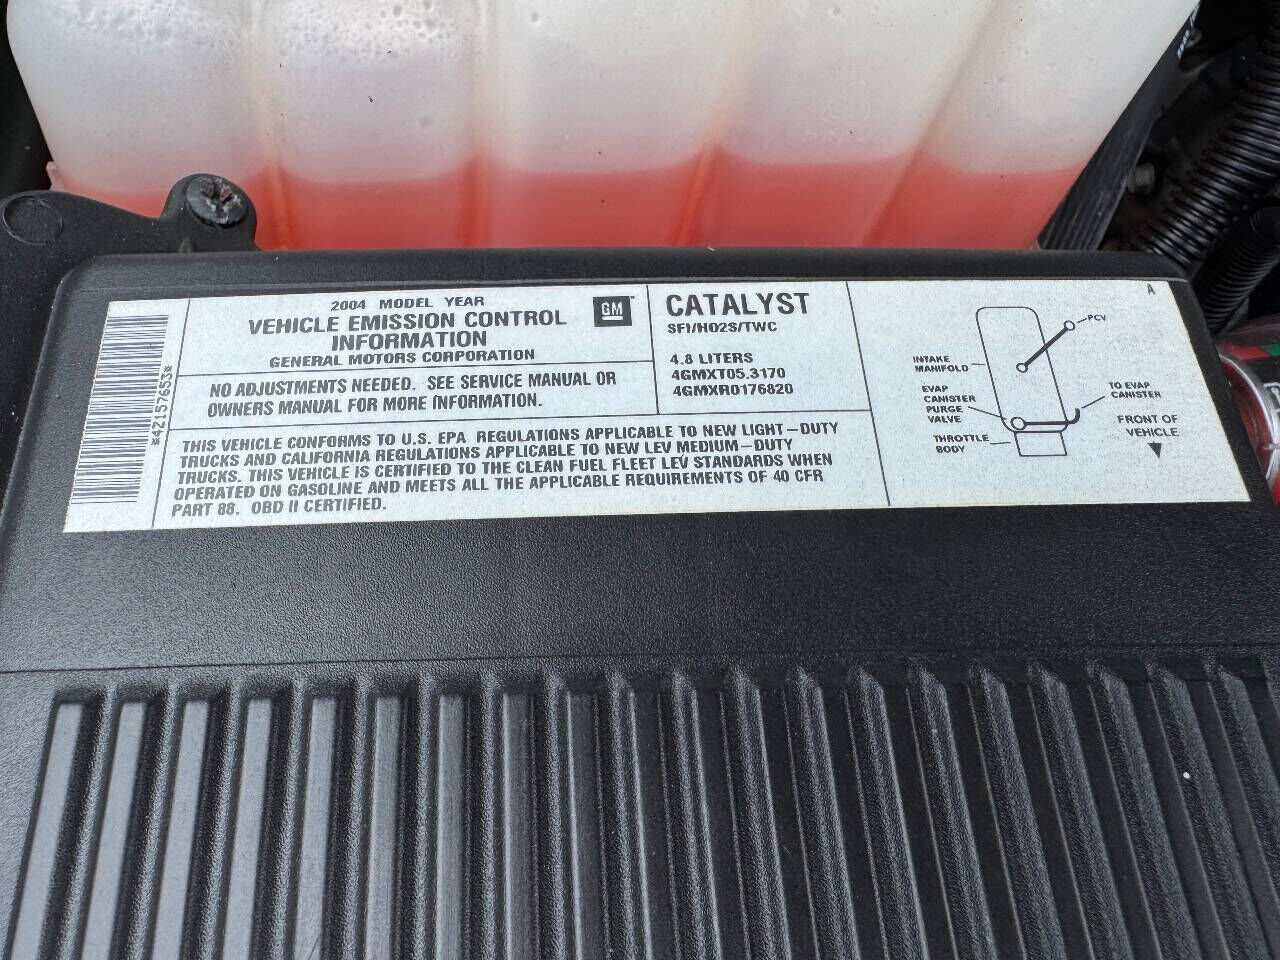 *4Z157653*
2004 MODEL YEAR
VEHICLE EMISSION CONTROL
INFORMATION
GENERAL MOTORS CORPORATION
GM
NO ADJUSTMENTS NEEDED. SEE SERVICE MANUAL OR
OWNERS MANUAL FOR MORE INFORMATION.
CATALYST
SFI/HO2S/TWC
4.8 LITERS
4GMXT05.3170
4GMXR0176820
THIS VEHICLE CONFORMS TO U.S. EPA REGULATIONS APPLICABLE TO NEW LIGHT-DUTY
TRUCKS AND CALIFORNIA REGULATIONS APPLICABLE TO NEW LEV MEDIUM-DUTY
TRUCKS. THIS VEHICLE IS CERTIFIED TO THE CLEAN FUEL FLEET LEV STANDARDS WHEN
OPERATED ON GASOLINE AND MEETS ALL THE APPLICABLE REQUIREMENTS OF 40 CFR
PART 88. OBD II CERTIFIED.
A
PCV
INTAKE
MANIFOLD
EVAP
CANISTER
PURGE
VALVE
THROTTLE
BODY
TO EVAP
CANISTER
FRONT OF
VEHICLE